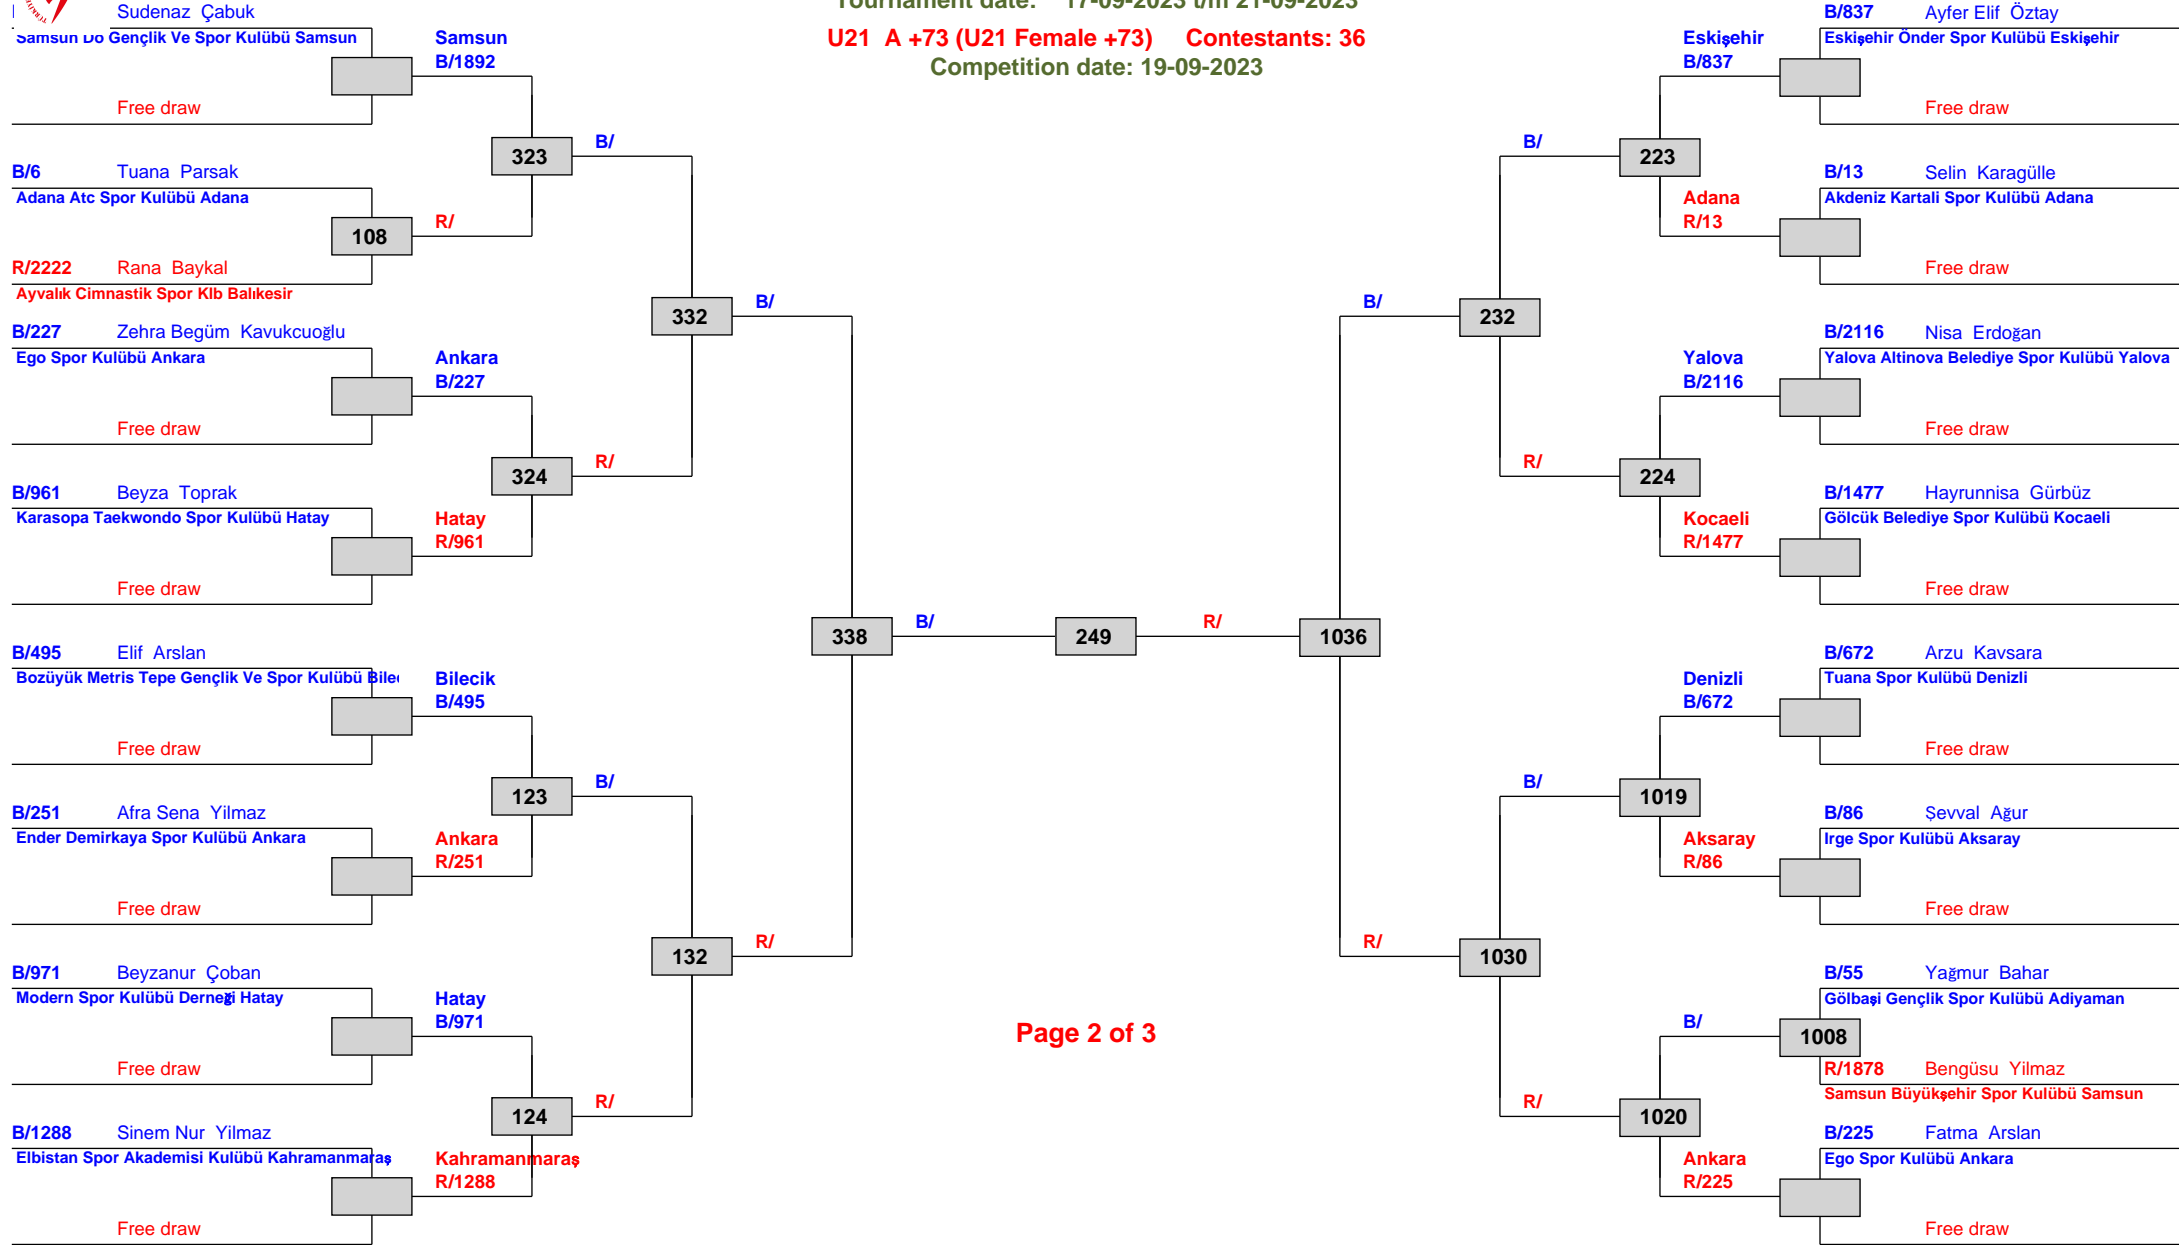 Sudenaz Çabuk
Samsun Do Gençlik Ve Spor Kulübü Samsun
Free draw
B/6 Tuana Parsak
Adana Atc Spor Kulübü Adana
108
R/2222 Rana Baykal
Ayvalık Cimnastik Spor Klb Balıkesir
B/227 Zehra Begüm Kavukcuoğlu
Ego Spor Kulübü Ankara
Free draw
B/961 Beyza Toprak
Karasopa Taekwondo Spor Kulübü Hatay
Free draw
B/495 Elif Arslan
Bozüyük Metris Tepe Gençlik Ve Spor Kulübü
Free draw
B/251 Afra Sena Yilmaz
Ender Demirkaya Spor Kulübü Ankara
Free draw
B/971 Beyzanur Çoban
Modern Spor Kulübü Derneği Hatay
Free draw
B/1288 Sinem Nur Yilmaz
Elbistan Spor Akademisi Kulübü Kahramanmaraş
Free draw
Samsun
B/1892
323
R/
Ankara
B/227
324
Hatay
R/961
Bilecik
B/495
123
Ankara
R/251
Hatay
B/971
124
Kahramanmaraş
R/1288
B/
332
R/
B/
132
R/
B/
338
R/
B/
Tournament date: 17-09-2023 t/m 21-09-2023
U21 A +73 (U21 Female +73) Contestants: 36
Competition date: 19-09-2023
249
Page 2 of 3
R/
B/
1036
R/
B/
232
R/
B/
1030
R/
Eskişehir
B/837
223
Adana
R/13
Yalova
B/2116
224
Kocaeli
R/1477
Denizli
B/672
1019
Aksaray
R/86
B/
1020
Ankara
R/225
B/837 Ayfer Elif Öztay
Eskişehir Önder Spor Kulübü Eskişehir
Free draw
B/13 Selin Karagülle
Akdeniz Kartali Spor Kulübü Adana
Free draw
B/2116 Nisa Erdoğan
Yalova Altinova Belediye Spor Kulübü Yalova
Free draw
B/1477 Hayrunnisa Gürbüz
Gölcük Belediye Spor Kulübü Kocaeli
Free draw
B/672 Arzu Kavsara
Tuana Spor Kulübü Denizli
Free draw
B/86 Şevval Ağur
Irge Spor Kulübü Aksaray
Free draw
B/55 Yağmur Bahar
Gölbaşi Gençlik Spor Kulübü Adiyaman
1008
R/1878 Bengüsu Yilmaz
Samsun Büyükşehir Spor Kulübü Samsun
B/225 Fatma Arslan
Ego Spor Kulübü Ankara
Free draw